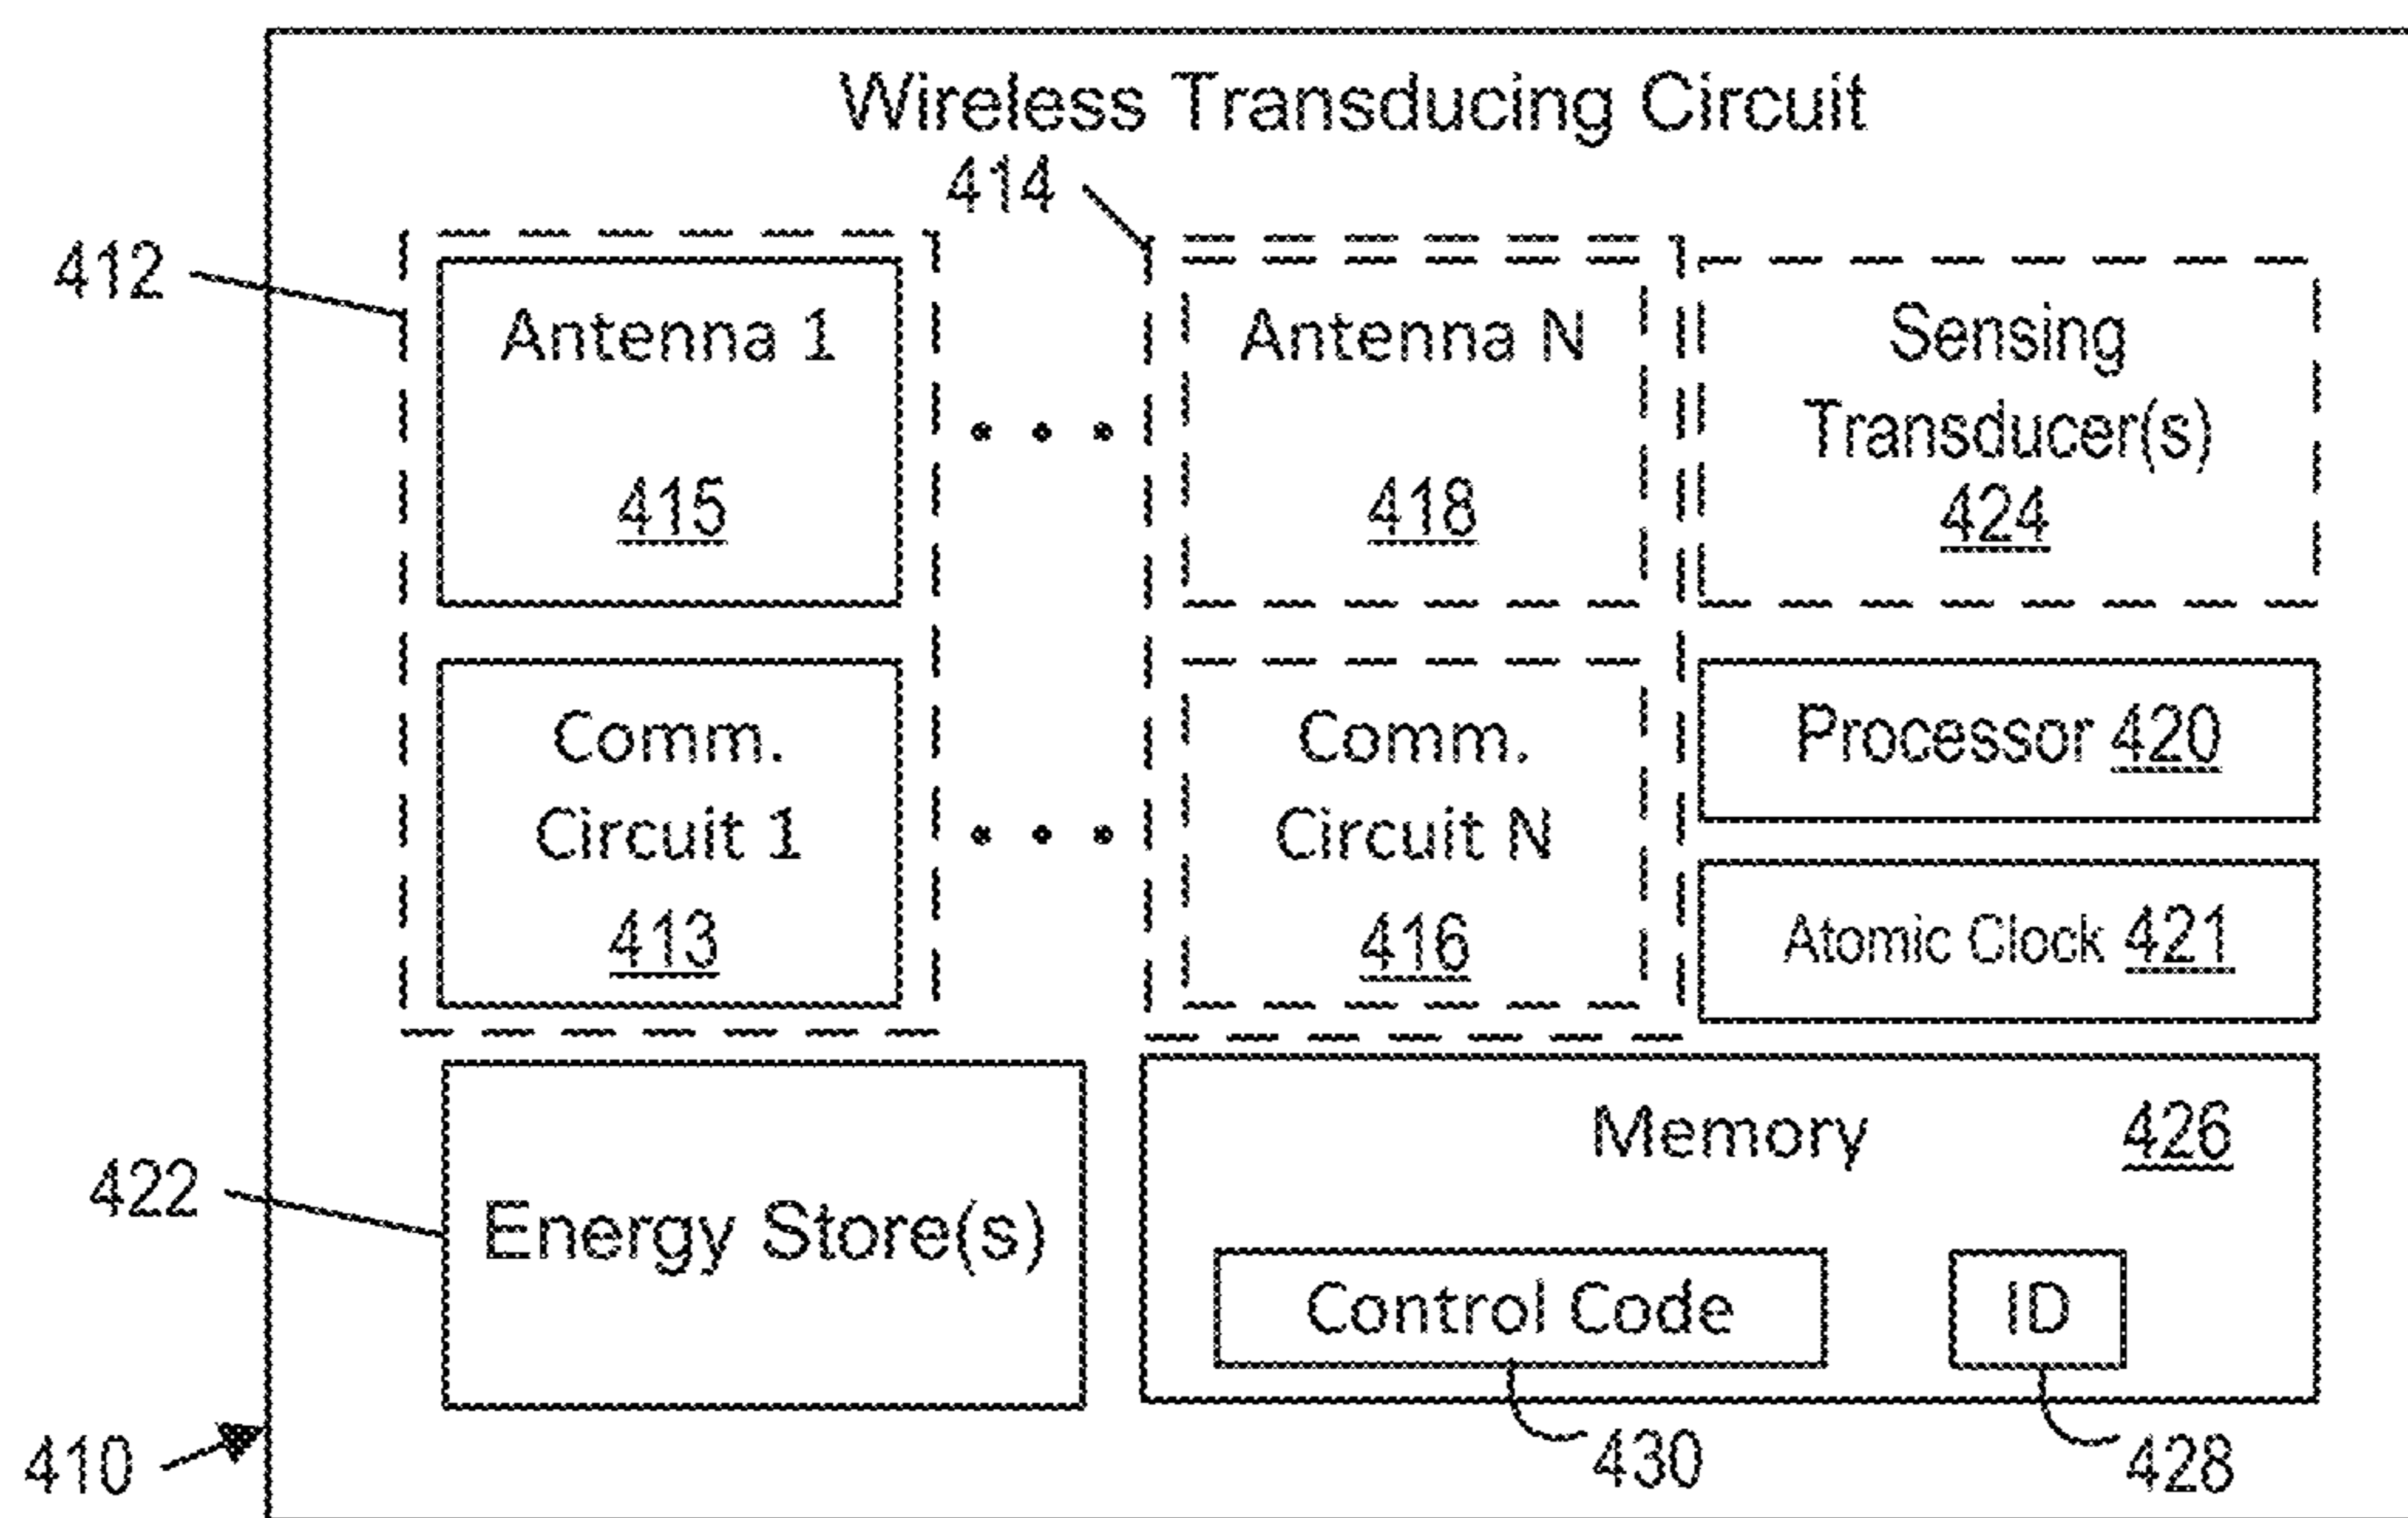 Wireless Transducing Circuit
414
412
Antenna 1
415
Antenna N
418
Sensing
Transducer(s)
424
Comm.
Circuit 1
413
Comm.
Circuit N
416
Processor 420
Atomic Clock 421
422
Energy Store(s)
Memory 426
Control Code
ID
410
430
428